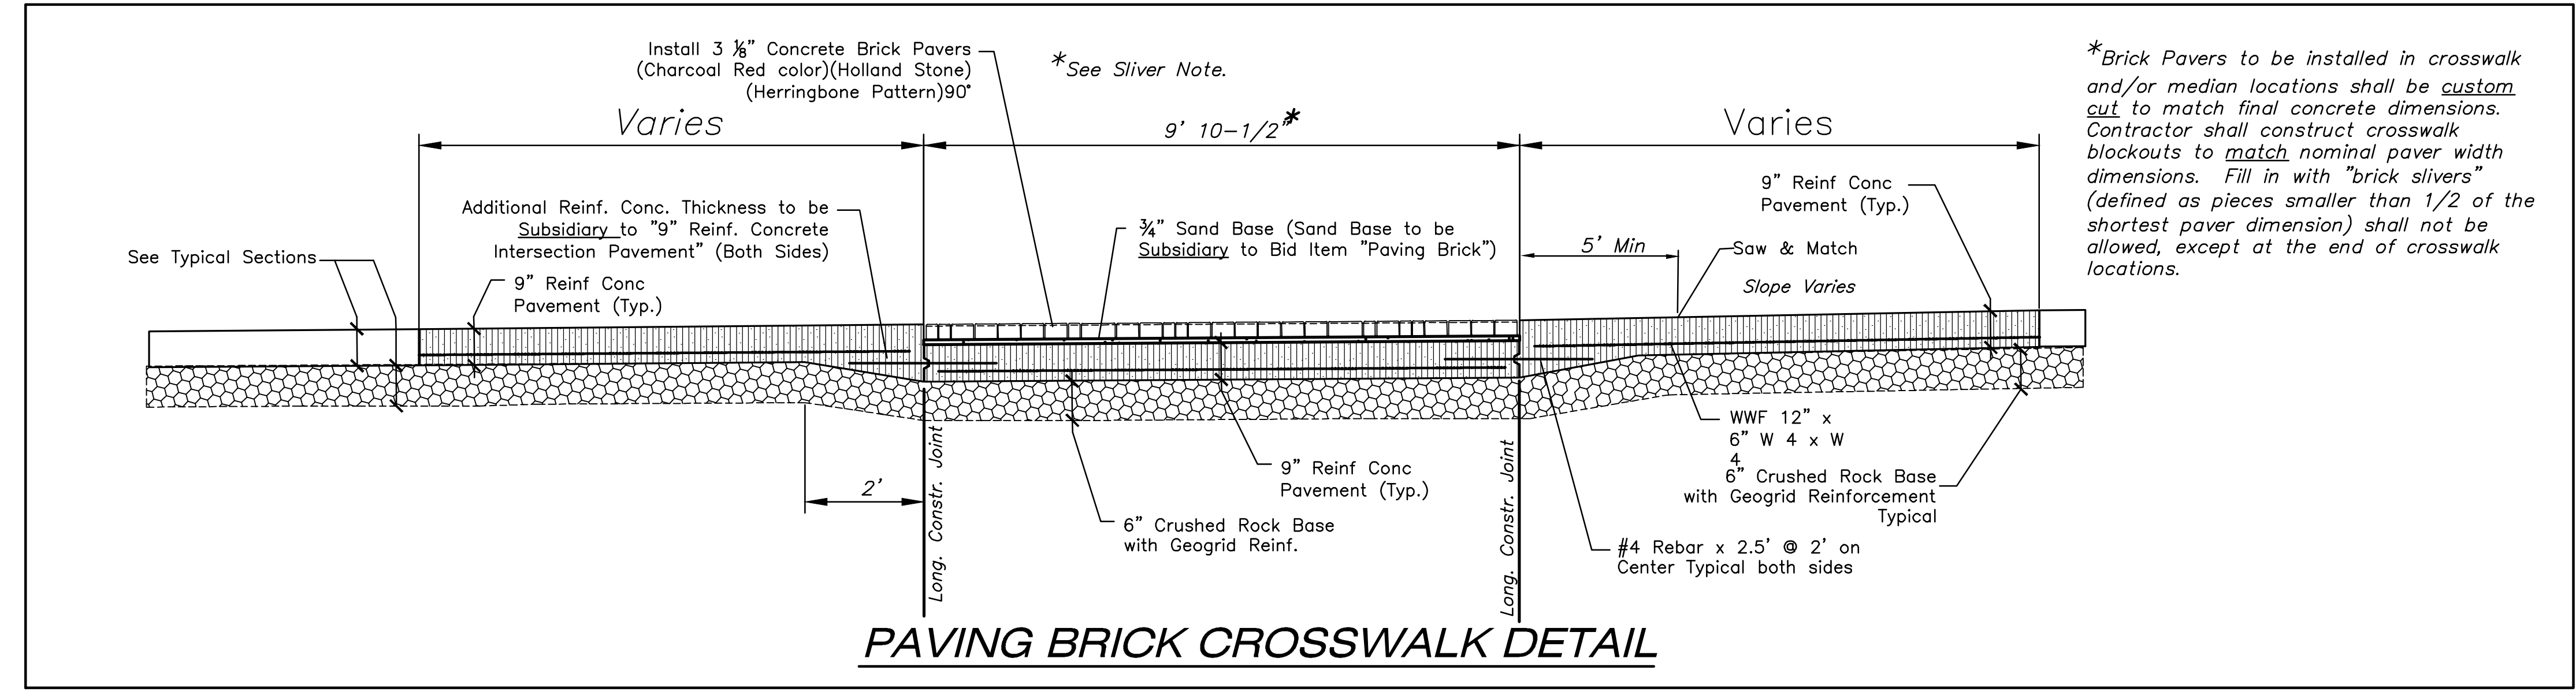 Install 3 ⅛" Concrete Brick Pavers
(Charcoal Red color)(Holland Stone)
(Herringbone Pattern)90°
*See Sliver Note.
Varies
9' 10-1/2"*
Varies
*Brick Pavers to be installed in crosswalk
and/or median locations shall be custom
cut to match final concrete dimensions.
Contractor shall construct crosswalk
blockouts to match nominal paver width
dimensions. Fill in with "brick slivers"
(defined as pieces smaller than 1/2 of the
shortest paver dimension) shall not be
allowed, except at the end of crosswalk
locations.
Additional Reinf. Conc. Thickness to be
Subsidiary to "9" Reinf. Concrete
Intersection Pavement" (Both Sides)
¾" Sand Base (Sand Base to be
Subsidiary to Bid Item "Paving Brick")
9" Reinf Conc
Pavement (Typ.)
5' Min
Saw & Match
Slope Varies
See Typical Sections
9" Reinf Conc
Pavement (Typ.)
2'
Long. Constr. Joint
6" Crushed Rock Base
with Geogrid Reinf.
9" Reinf Conc
Pavement (Typ.)
Long. Constr. Joint
WWF 12" x
6" W 4 x W
4
6" Crushed Rock Base
with Geogrid Reinforcement
Typical
#4 Rebar x 2.5' @ 2' on
Center Typical both sides
PAVING BRICK CROSSWALK DETAIL